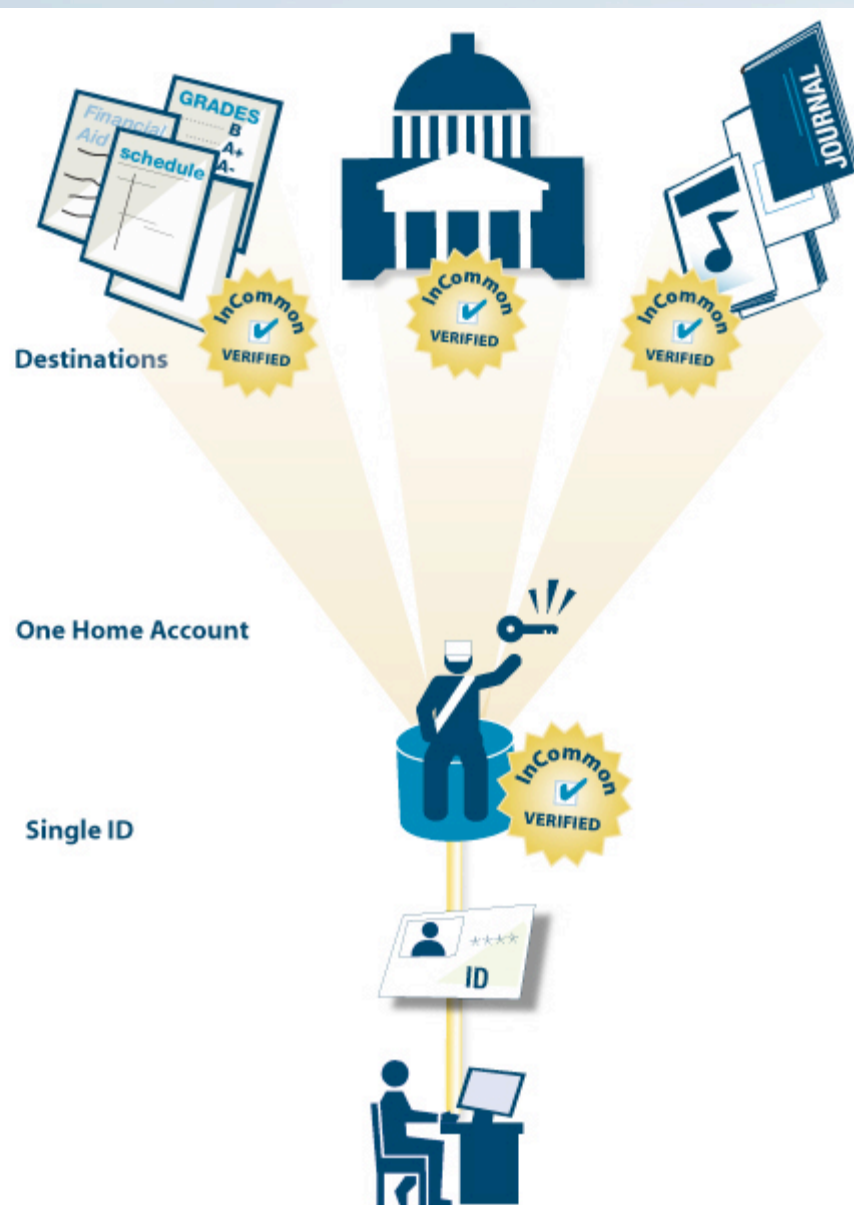 GRADES
B
A+
A-
Financial
Aid
schedule
JOURNAL
InCommon
VERIFIED
InCommon
VERIFIED
InCommon
VERIFIED
Destinations
One Home Account
InCommon
VERIFIED
Single ID
****
ID